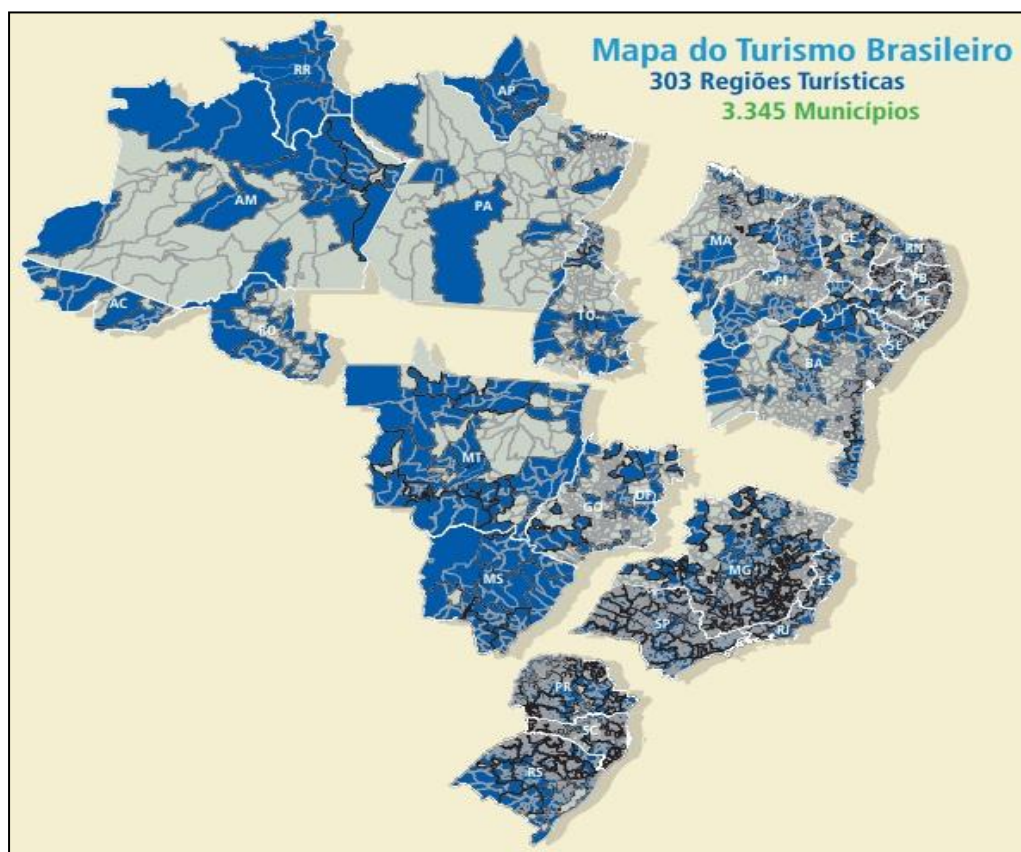 Mapa do Turismo Brasileiro
303 Regiões Turísticas
3.345 Municípios
RR
AP
AM
PA
MA
CE
RN
PB
PE
AL
SE
PI
BA
AC
RO
TO
MT
GO
DF
MS
MG
ES
SP
RJ
PR
SC
RS